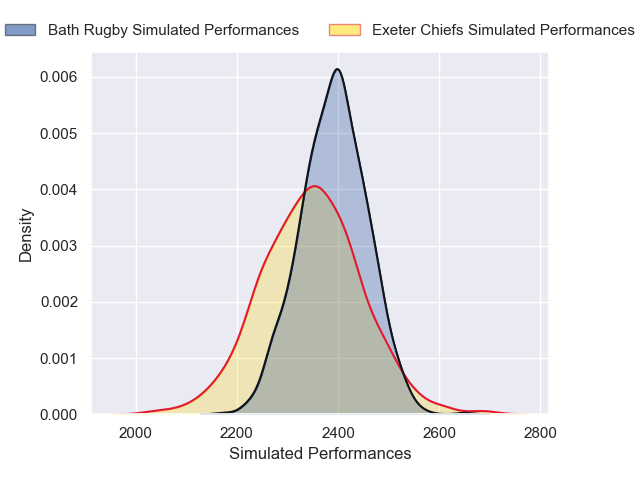 Bath Rugby Simulated Performances Exeter Chiefs Simulated Performances
0.006
0.005
0.004
0.003
0.002
0.001
0.000
Density
2000 2200 2400 2600 2800
Simulated Performances